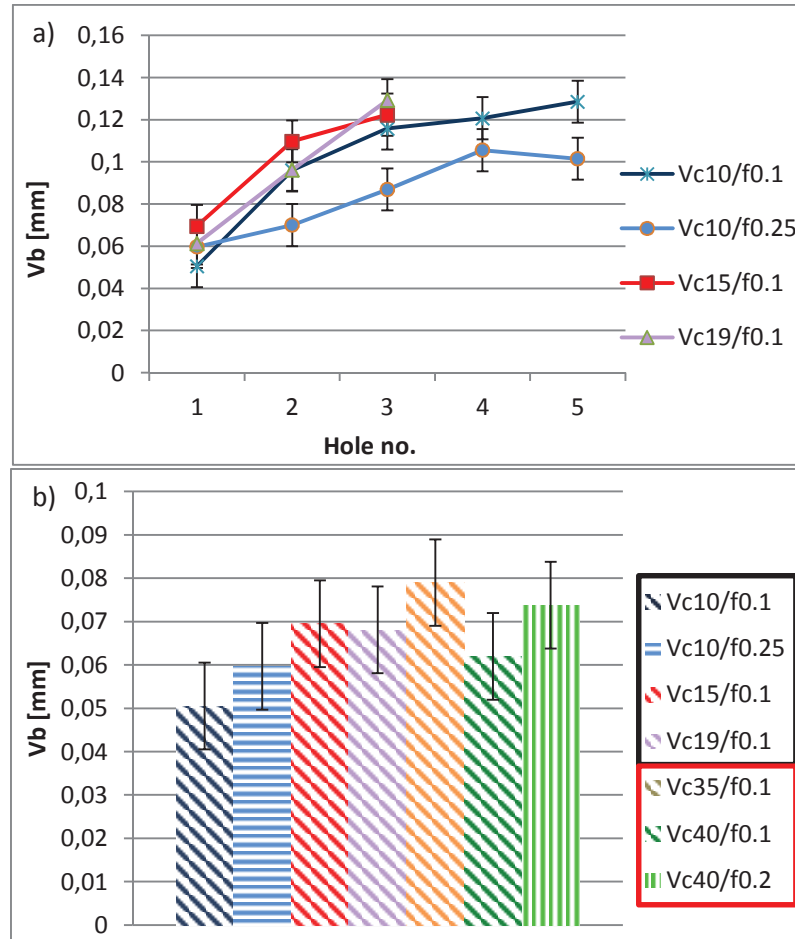 a)
0,16
0,14
0,12
0,1
0,08
0,06
0,04
0,02
0
Vb [mm]
1 2 3 4 5
Hole no.
Vc10/f0.1
Vc10/f0.25
Vc15/f0.1
Vc19/f0.1
b)
0,1
0,09
0,08
0,07
0,06
0,05
0,04
0,03
0,02
0,01
0
Vb [mm]
Vc10/f0.1
Vc10/f0.25
Vc15/f0.1
Vc19/f0.1
Vc35/f0.1
Vc40/f0.1
Vc40/f0.2